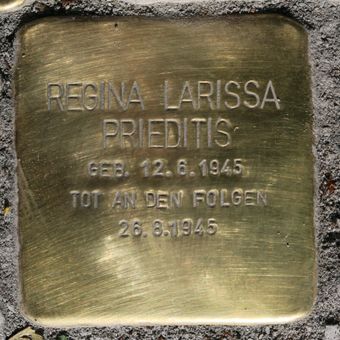 REGINA LARISSA
PRIEDITIS
GEB. 12.6.1945
TOT AN DEN FOLGEN
26.8.1945